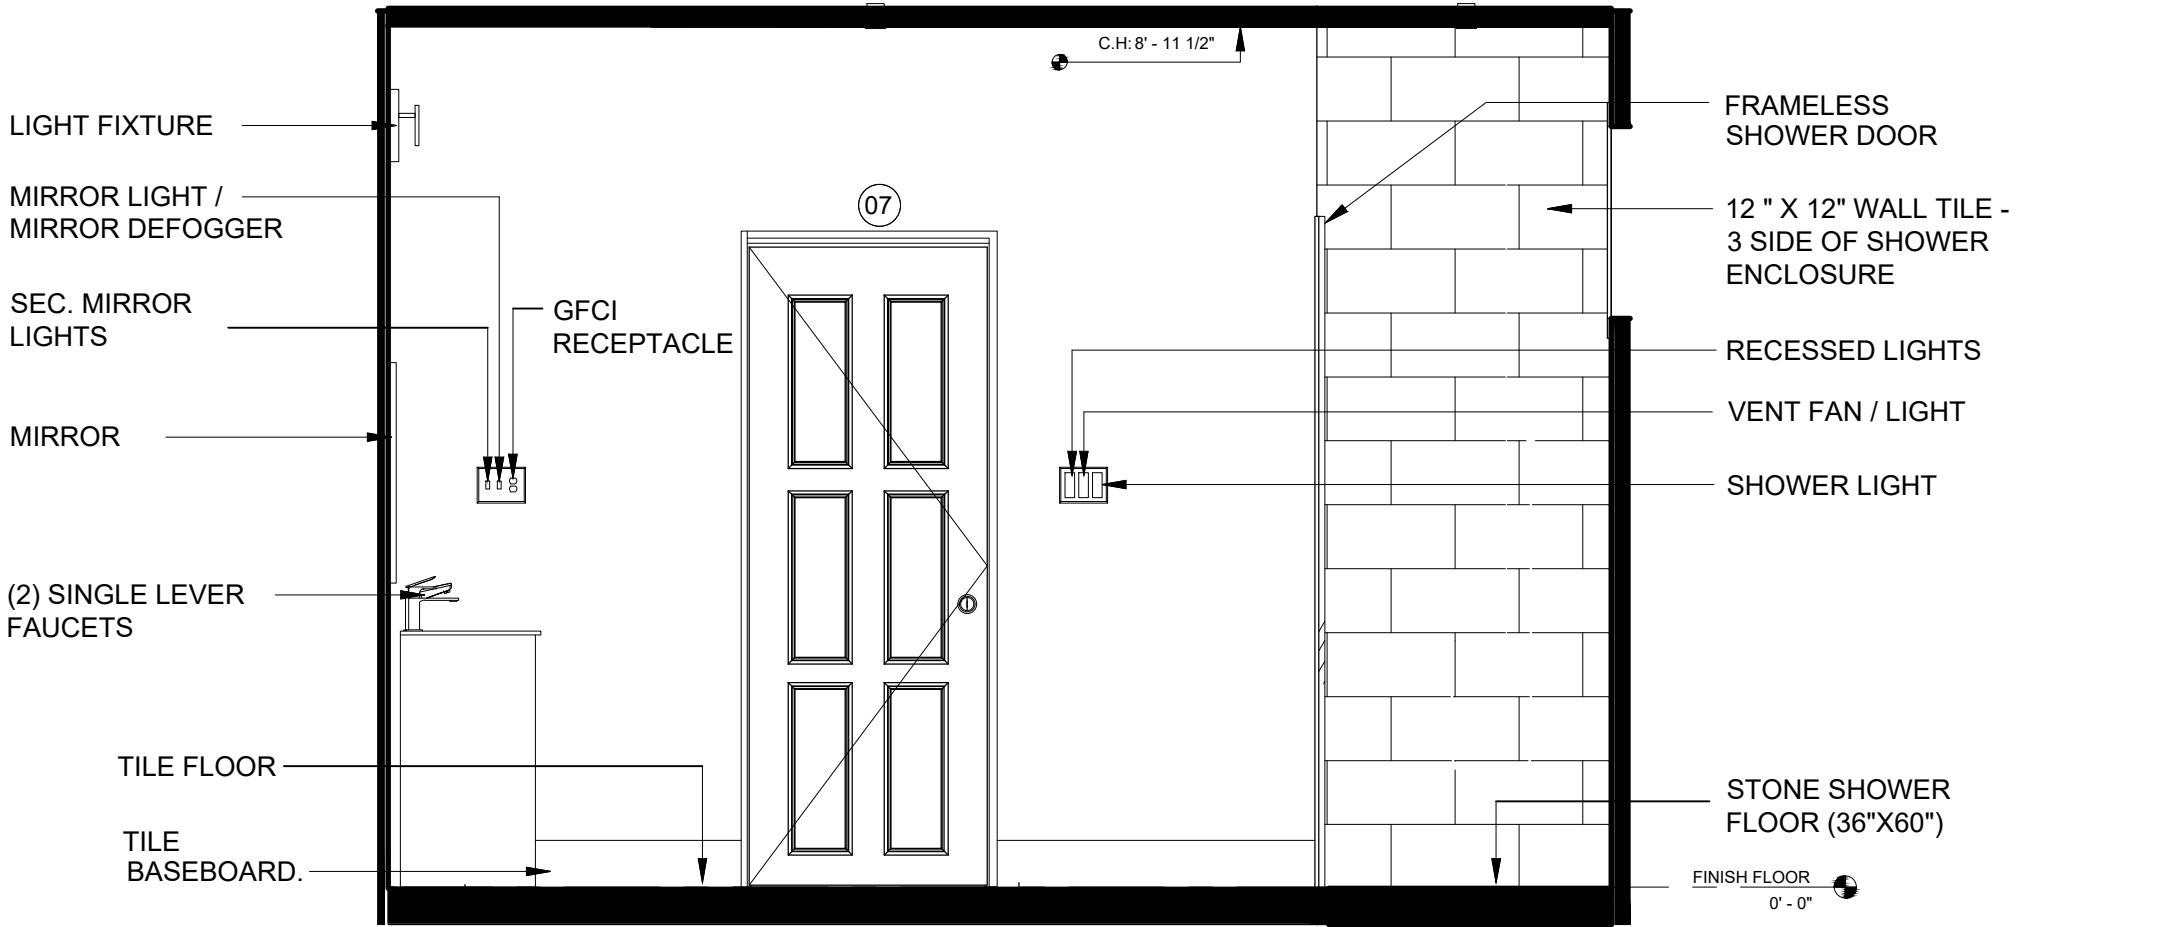 C.H: 8' - 11 1/2"
LIGHT FIXTURE
MIRROR LIGHT /
MIRROR DEFOGGER
SEC. MIRROR
LIGHTS
GFCI
RECEPTACLE
MIRROR
(2) SINGLE LEVER
FAUCETS
TILE FLOOR
TILE
BASEBOARD.
07
FRAMELESS
SHOWER DOOR
12 " X 12" WALL TILE -
3 SIDE OF SHOWER
ENCLOSURE
RECESSED LIGHTS
VENT FAN / LIGHT
SHOWER LIGHT
STONE SHOWER
FLOOR (36"X60")
FINISH FLOOR
0' - 0"